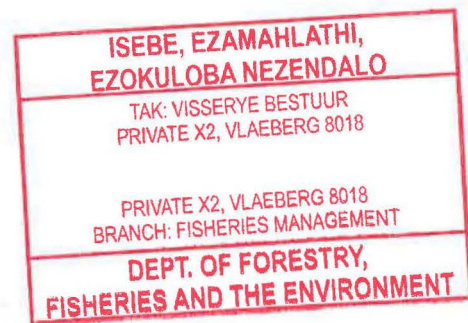 ISEBE, EZAMAHLATHI,
EZOKULOBA NEZENDALO
TAK: VISSERYE BESTUUR
PRIVATE X2, VLAEBERG 8018
PRIVATE X2, VLAEBERG 8018
BRANCH: FISHERIES MANAGEMENT
DEPT. OF FORESTRY,
FISHERIES AND THE ENVIRONMENT